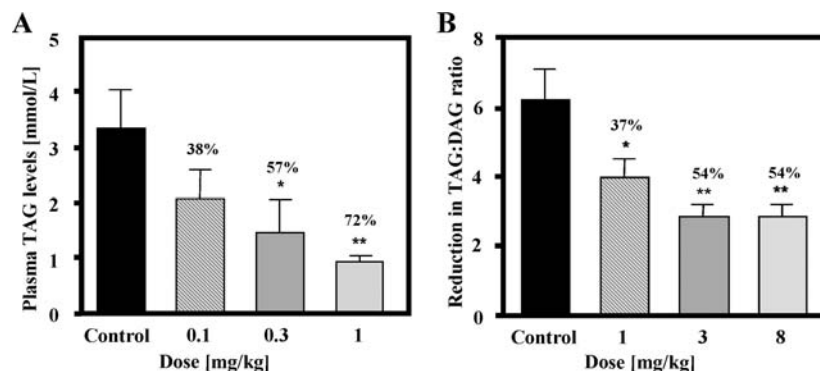 A
Plasma TAG levels [mmol/L]
5
4
3
2
1
0
38%
57%
*
72%
**
Control 0.1 0.3 1
Dose [mg/kg]
B
Reduction in TAG:DAG ratio
8
6
4
2
0
37%
*
54%
**
54%
**
Control 1 3 8
Dose [mg/kg]